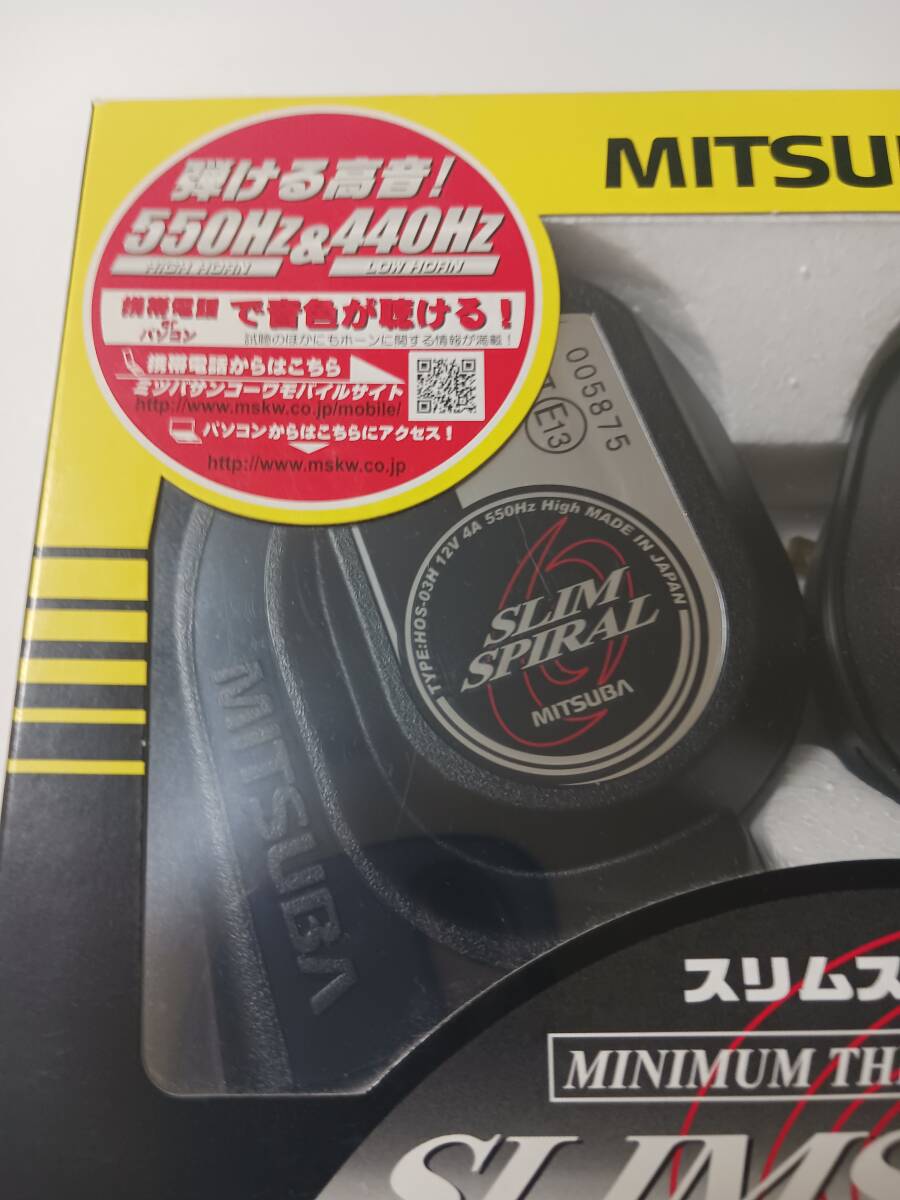 弾ける高音!
MITSU
550Hz&440Hz
HIGH HORN
LOW HORN
携帯電話 or パソコン で音色が聴ける!
試聴のほかにもホーンに関する情報が満載!
携帯電話からはこちら
ミツバサンコーワモバイルサイト
http://www.mskw.co.jp/mobile/
パソコンからはこちらにアクセス!
http://www.mskw.co.jp
005875
E13
TYPE:HOS-03H 12V 4A 550Hz High MADE IN JAPAN
SLIM
SPIRAL
MITSUBA
MITSUBA
スリムス
MINIMUM TH
SLIMS